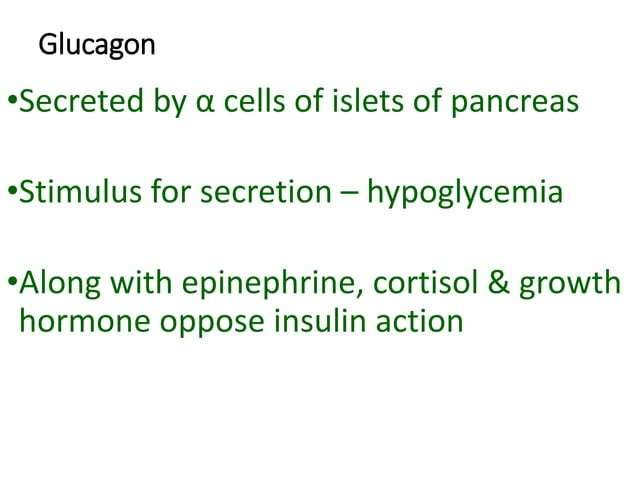 Glucagon
•Secreted by α cells of islets of pancreas
•Stimulus for secretion – hypoglycemia
•Along with epinephrine, cortisol & growth
hormone oppose insulin action